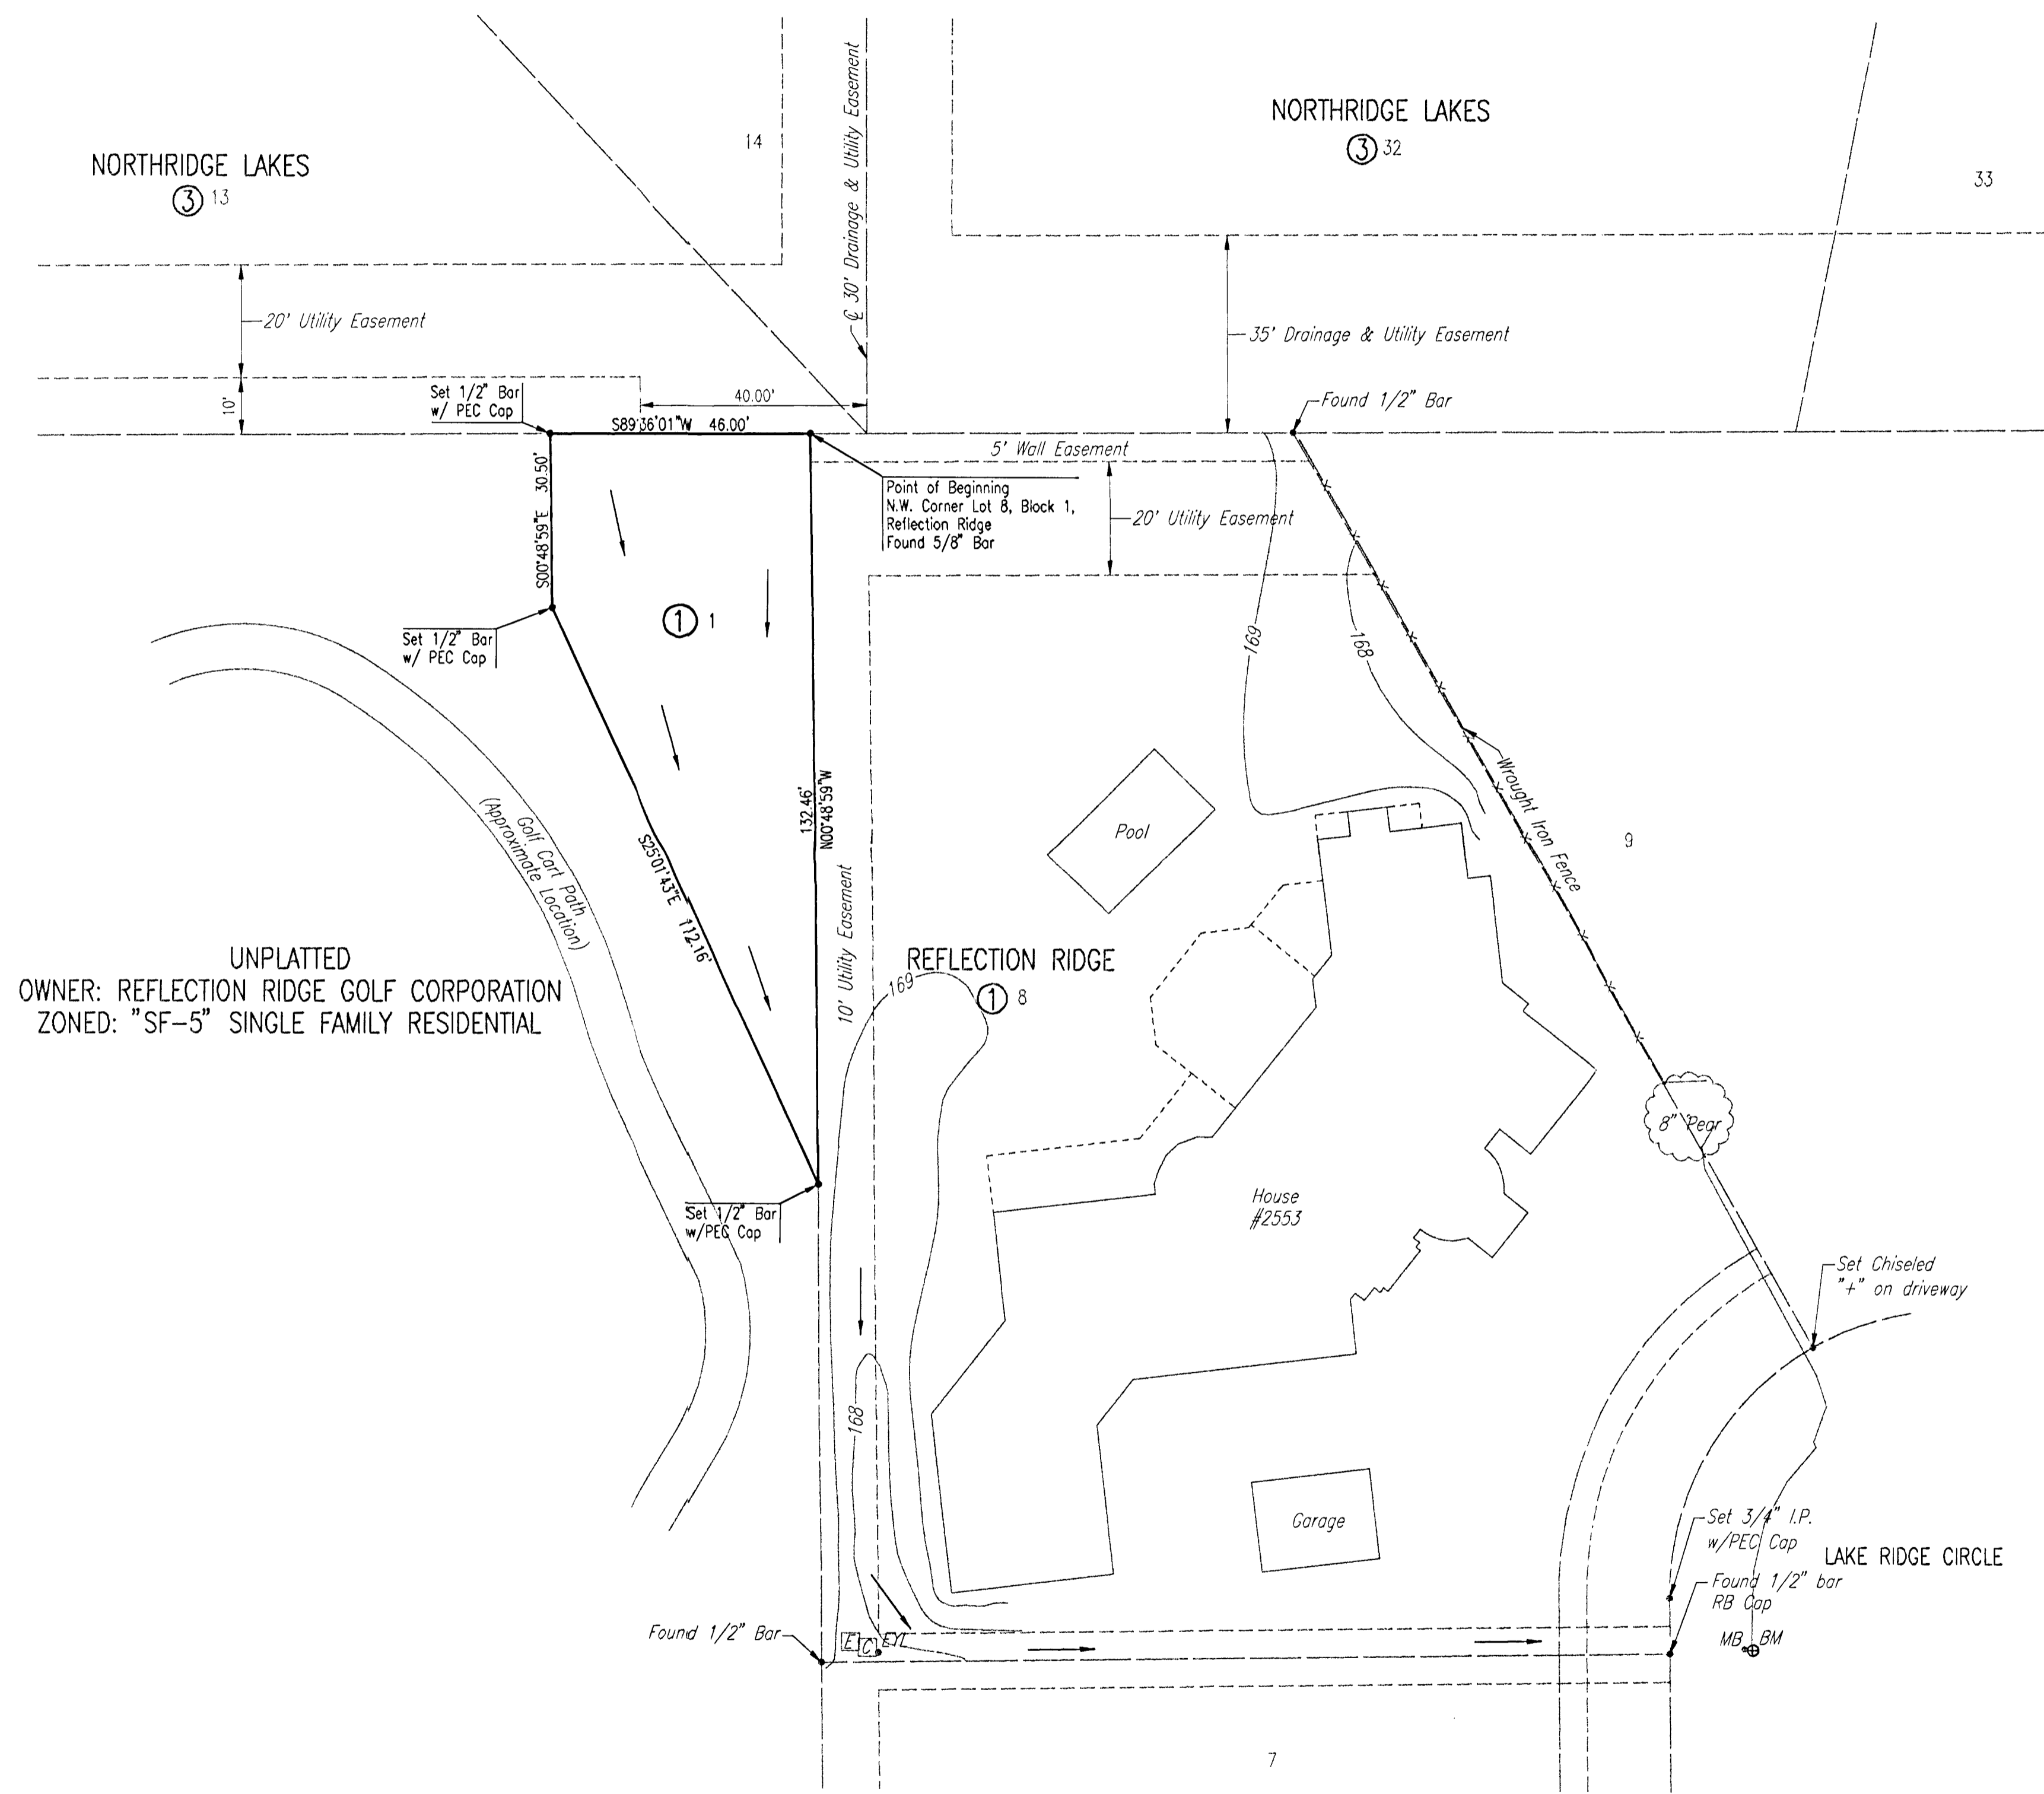 NORTHRIDGE LAKES
3 13
14
℄ 30' Drainage & Utility Easement
NORTHRIDGE LAKES
3 32
33
20' Utility Easement
35' Drainage & Utility Easement
10'
Set 1/2" Bar
w/ PEC Cap
40.00'
S89°36'01"W 46.00'
Found 1/2" Bar
5' Wall Easement
S00°48'59"E 30.50'
Point of Beginning
N.W. Corner Lot 8, Block 1,
Reflection Ridge
Found 5/8" Bar
20' Utility Easement
1 1
Set 1/2" Bar
w/ PEC Cap
169
168
132.46'
N00°48'59"W
Wrought Iron Fence
Pool
9
Golf Cart Path
(Approximate Location)
S25°01'43"E 112.16'
10' Utility Easement
UNPLATTED
OWNER: REFLECTION RIDGE GOLF CORPORATION
ZONED: "SF-5" SINGLE FAMILY RESIDENTIAL
REFLECTION RIDGE
1 8
169
8" Pear
Set 1/2" Bar
w/PEC Cap
House
#2553
Set Chiseled
"+" on driveway
168
Garage
Set 3/4" I.P.
w/PEC Cap
LAKE RIDGE CIRCLE
Found 1/2" bar
RB Cap
Found 1/2" Bar
E
C
MB
BM
7